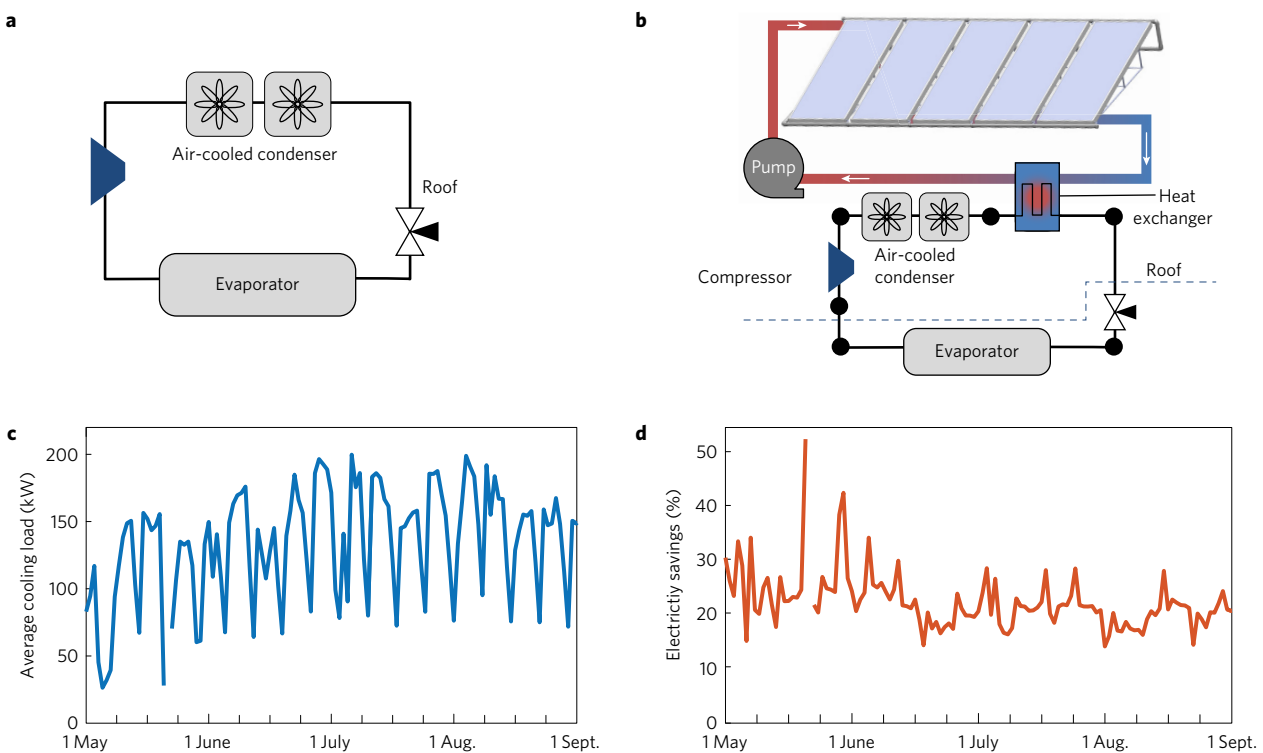 a
Air-cooled condenser
Roof
Evaporator
b
Pump
Heat
exchanger
Air-cooled
condenser
Compressor
Roof
Evaporator
c
Average cooling load (kW)
200
150
100
50
0
1 May
1 June
1 July
1 Aug.
1 Sept.
d
Electrictiy savings (%)
50
40
30
20
10
0
1 May
1 June
1 July
1 Aug.
1 Sept.